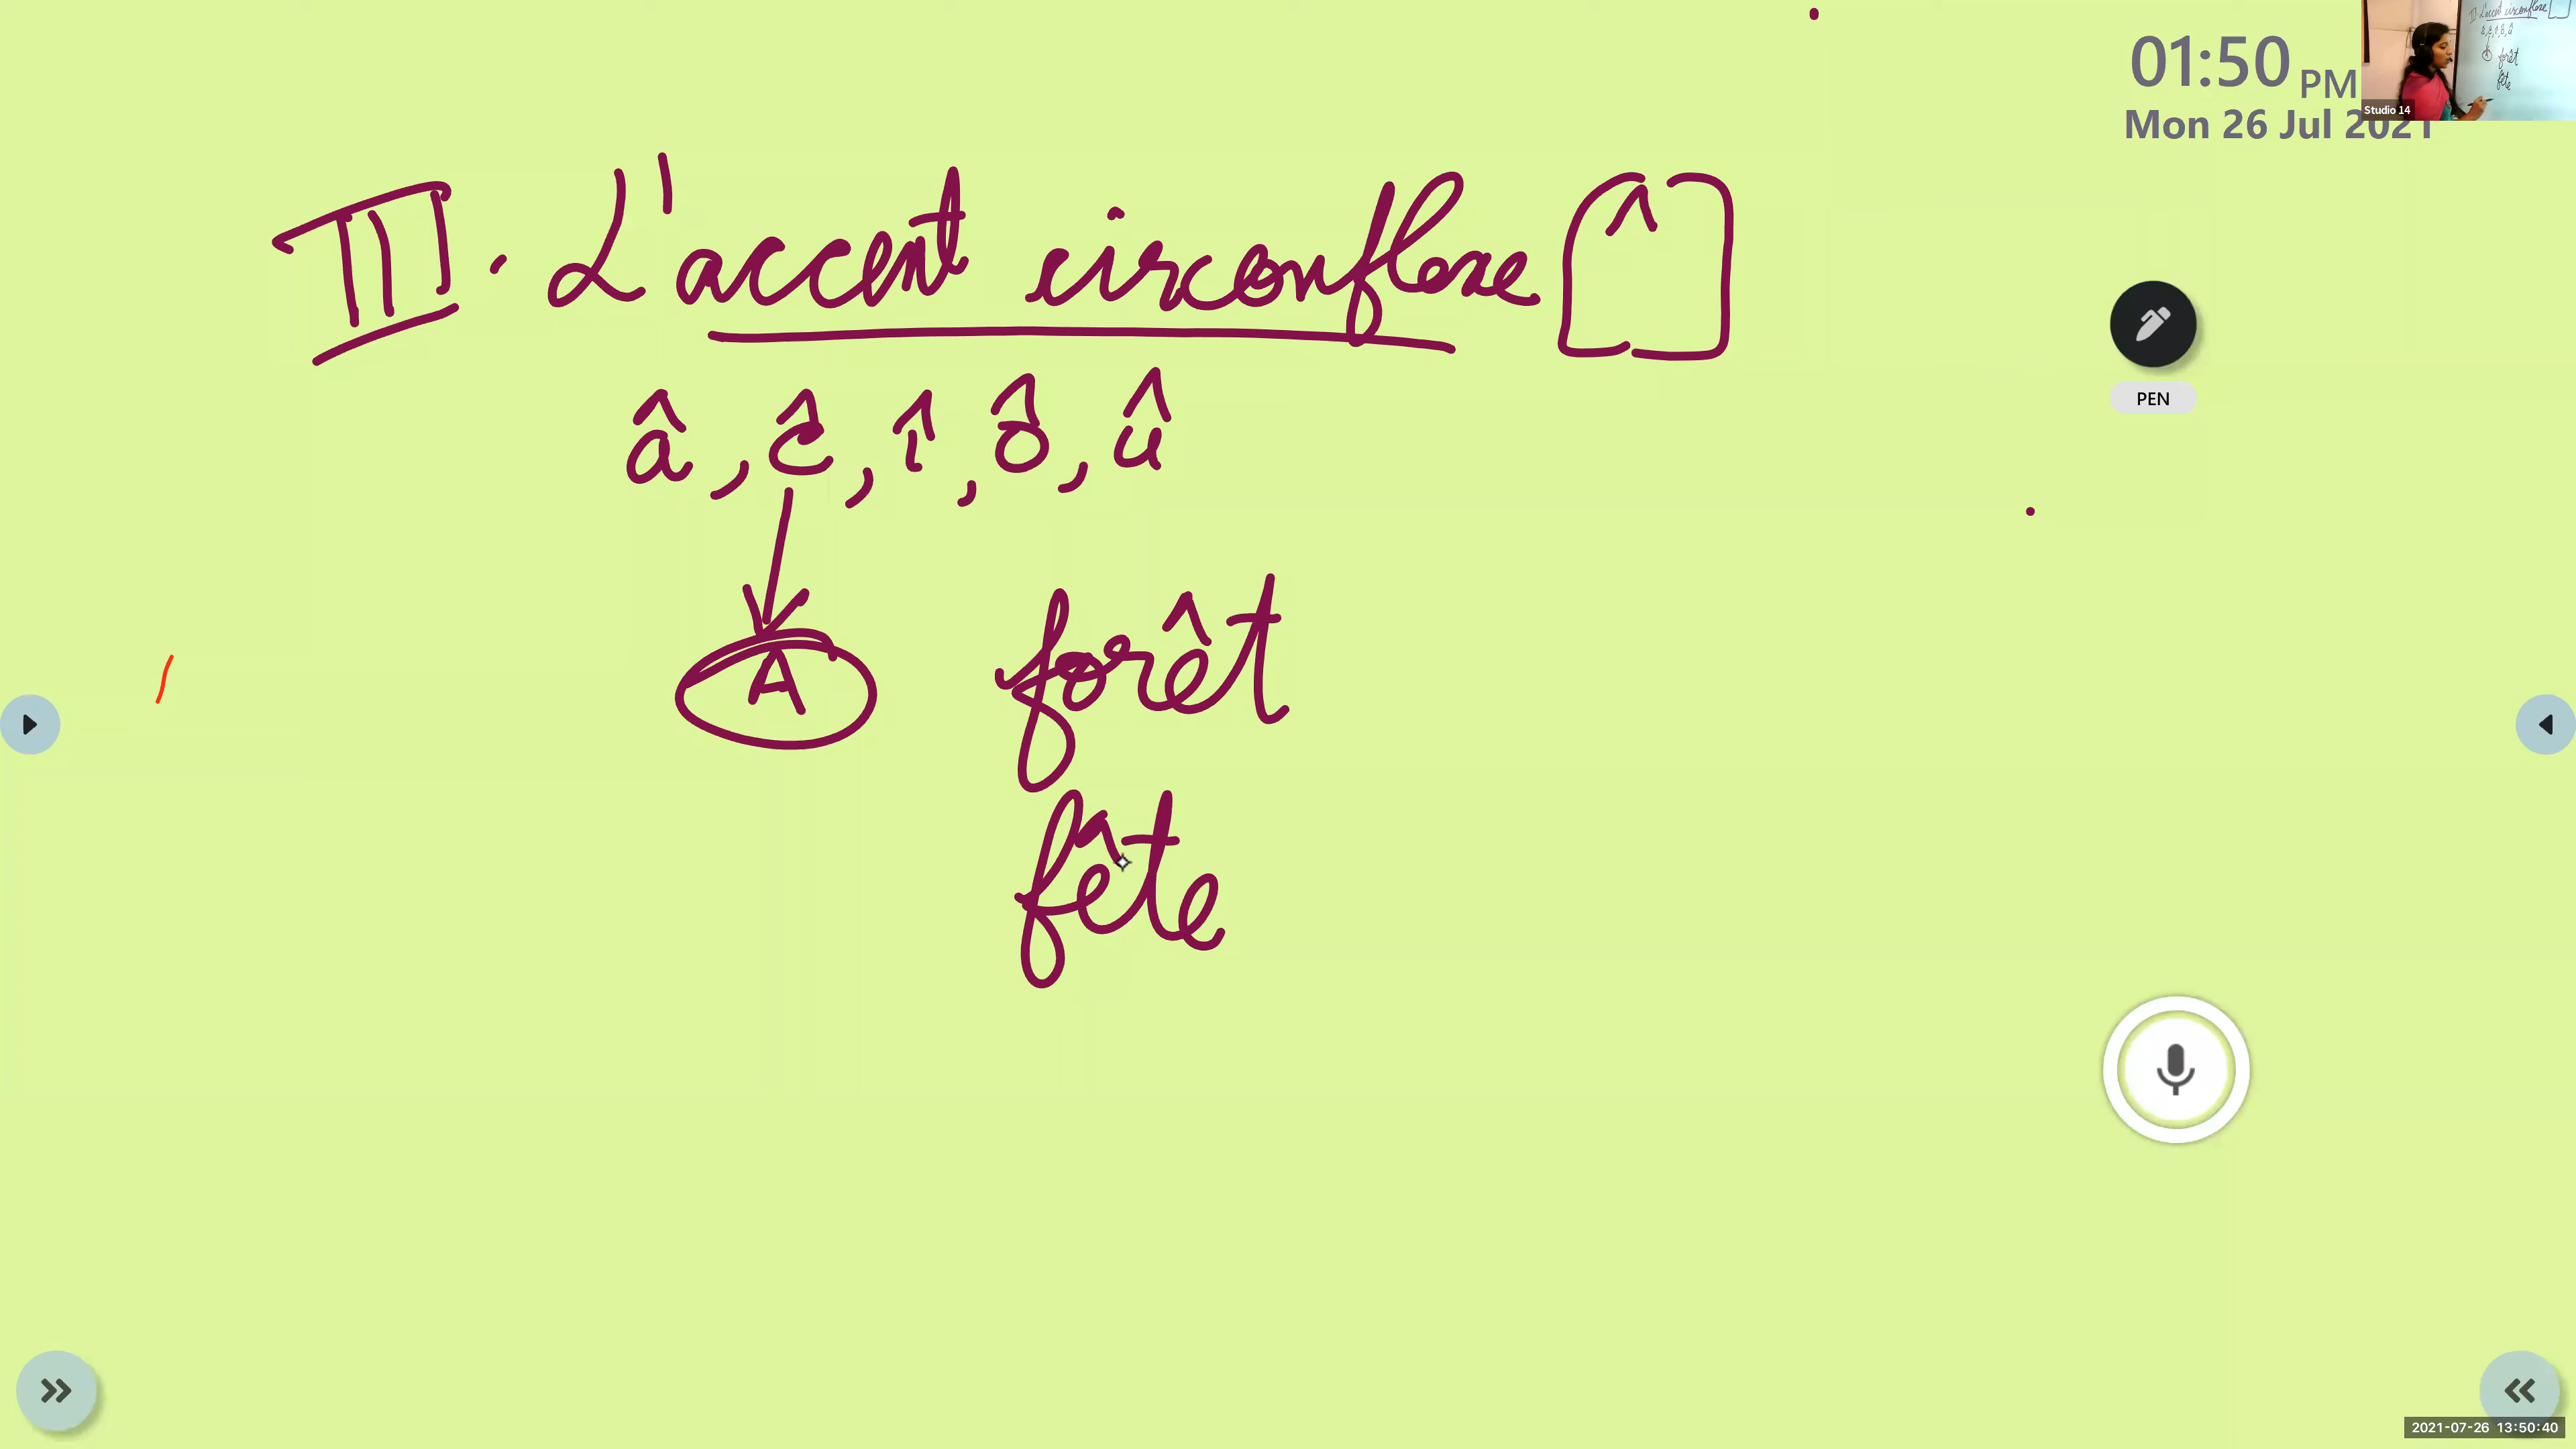 01:50 PM
Mon 26 Jul 2021
Studio 14
III. L'accent circonflexe [^]
â, ê, î, ô, û
PEN
A
forêt
fête
2021-07-26 13:50:40